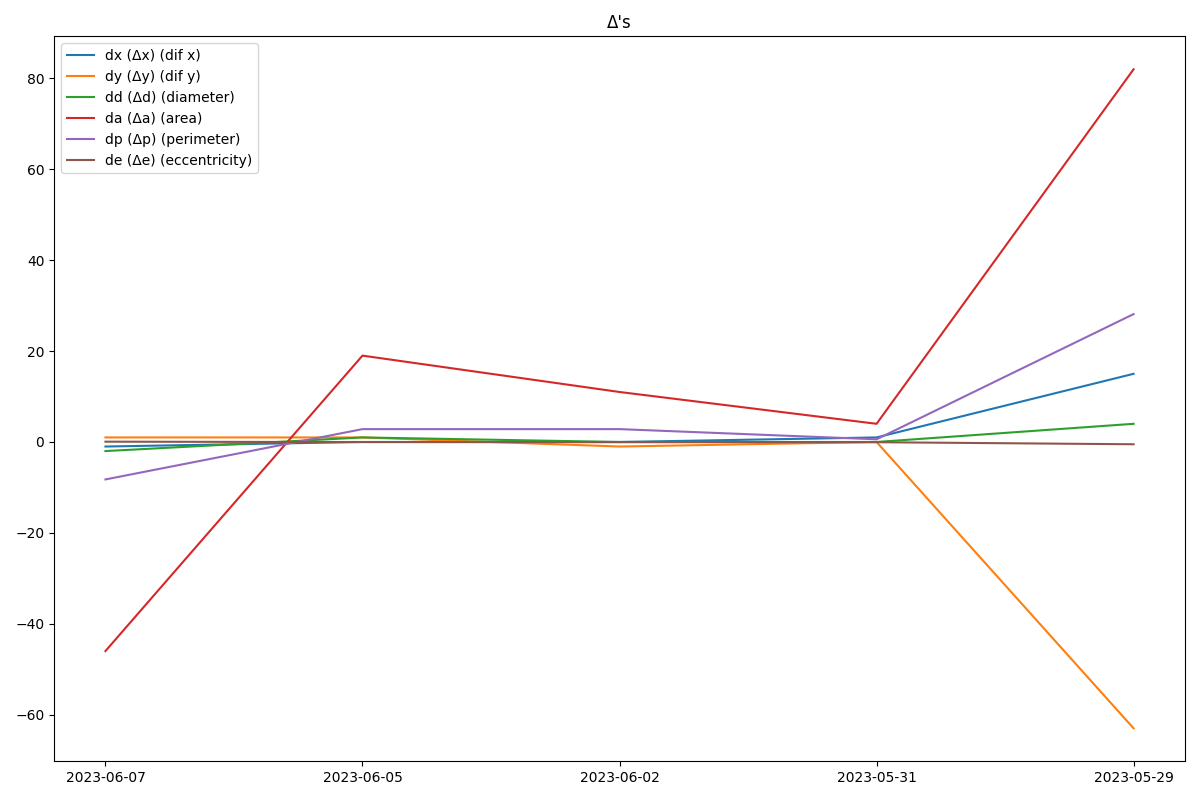 Δ's
dx (Δx) (dif x)
dy (Δy) (dif y)
dd (Δd) (diameter)
da (Δa) (area)
dp (Δp) (perimeter)
de (Δe) (eccentricity)
80
60
40
20
0
−20
−40
−60
2023-06-07 2023-06-05 2023-06-02 2023-05-31 2023-05-29